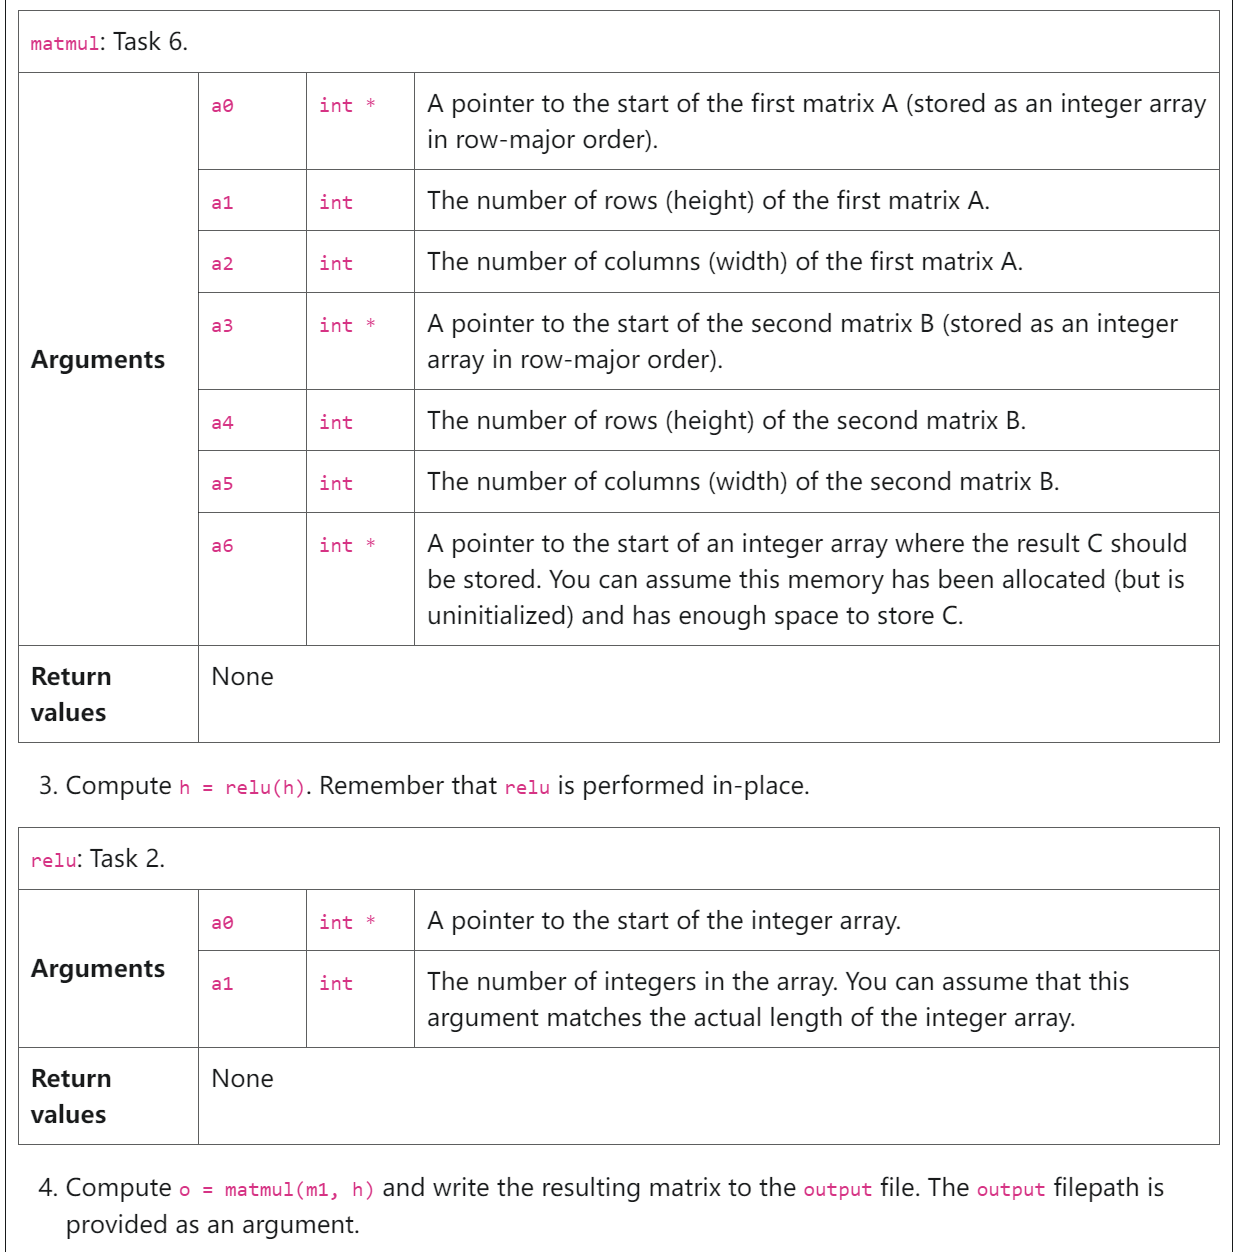 matmul: Task 6.
Arguments
a0
int *
A pointer to the start of the first matrix A (stored as an integer array
in row-major order).
a1
int
The number of rows (height) of the first matrix A.
a2
int
The number of columns (width) of the first matrix A.
a3
int *
A pointer to the start of the second matrix B (stored as an integer
array in row-major order).
a4
int
The number of rows (height) of the second matrix B.
a5
int
The number of columns (width) of the second matrix B.
a6
int *
A pointer to the start of an integer array where the result C should
be stored. You can assume this memory has been allocated (but is
uninitialized) and has enough space to store C.
Return
values
None
3. Compute h = relu(h). Remember that relu is performed in-place.
relu: Task 2.
Arguments
a0
int *
A pointer to the start of the integer array.
a1
int
The number of integers in the array. You can assume that this
argument matches the actual length of the integer array.
Return
values
None
4. Compute o = matmul(m1, h) and write the resulting matrix to the output file. The output filepath is
provided as an argument.